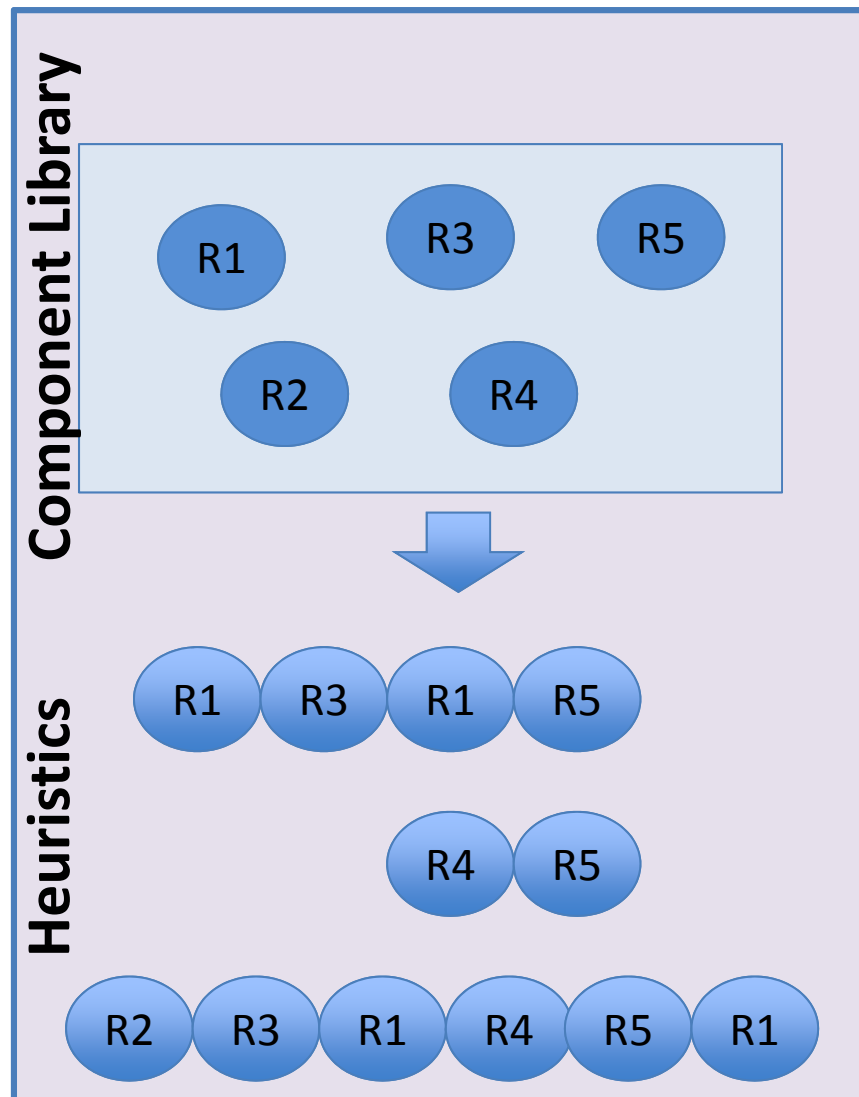 Component Library
R1
R3
R5
R2
R4
Heuristics
R1 R3 R1 R5
R4 R5
R2 R3 R1 R4 R5 R1